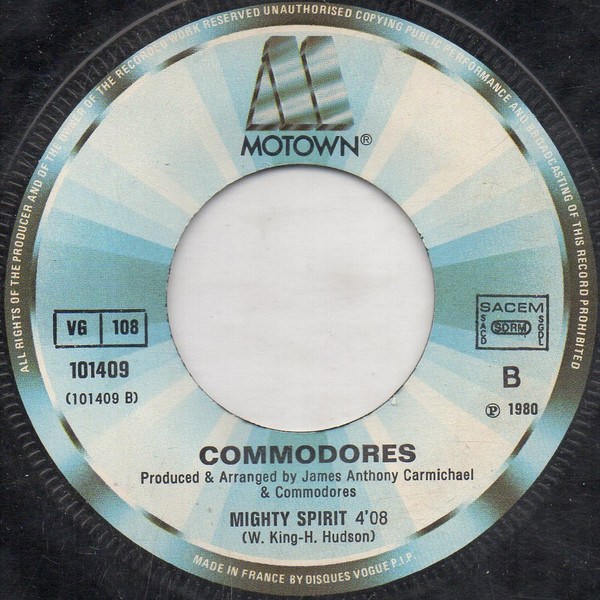 ALL RIGHTS OF THE PRODUCER AND OF THE OWNER OF THE RECORDED WORK RESERVED UNAUTHORISED COPYING PUBLIC PERFORMANCE AND BROADCASTING OF THIS RECORD PROHIBITED
MOTOWN®
VG 108
101409
(101409 B)
SACEM
SACD SDRM SGDL
B
℗ 1980
COMMODORES
Produced & Arranged by James Anthony Carmichael
& Commodores
MIGHTY SPIRIT 4'08
(W. King-H. Hudson)
MADE IN FRANCE BY DISQUES VOGUE P.I.P.